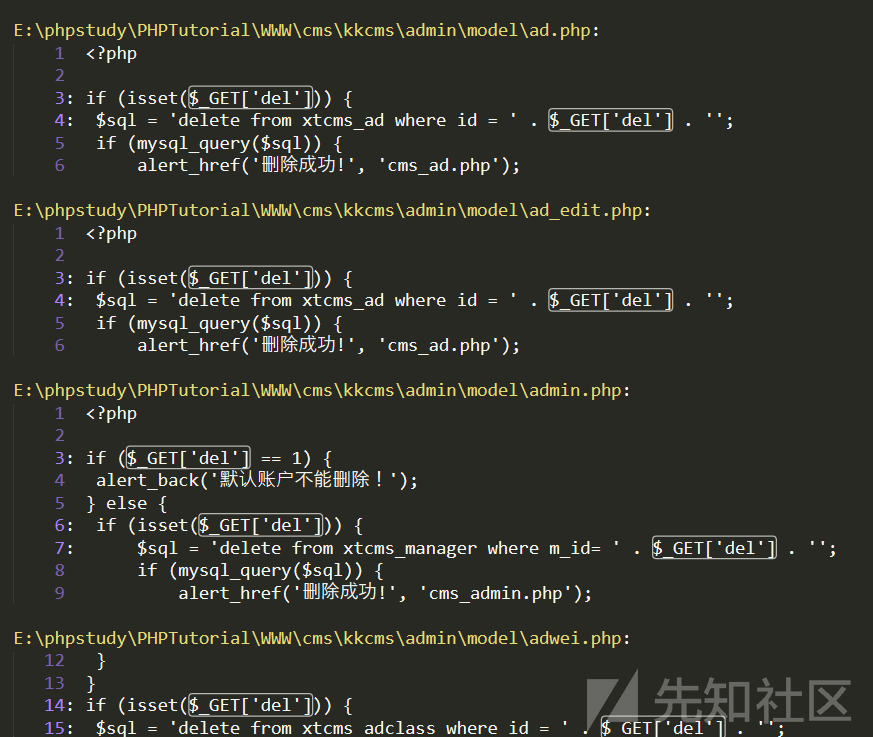 E:\phpstudy\PHPTutorial\WWW\cms\kkcms\admin\model\ad.php:
1 <?php
2
3: if (isset($_GET['del'])) {
4: $sql = 'delete from xtcms_ad where id = ' . $_GET['del'] . '';
5 if (mysql_query($sql)) {
6 alert_href('删除成功!', 'cms_ad.php');
E:\phpstudy\PHPTutorial\WWW\cms\kkcms\admin\model\ad_edit.php:
1 <?php
2
3: if (isset($_GET['del'])) {
4: $sql = 'delete from xtcms_ad where id = ' . $_GET['del'] . '';
5 if (mysql_query($sql)) {
6 alert_href('删除成功!', 'cms_ad.php');
E:\phpstudy\PHPTutorial\WWW\cms\kkcms\admin\model\admin.php:
1 <?php
2
3: if ($_GET['del'] == 1) {
4 alert_back('默认账户不能删除！');
5 } else {
6: if (isset($_GET['del'])) {
7: $sql = 'delete from xtcms_manager where m_id= ' . $_GET['del'] . '';
8 if (mysql_query($sql)) {
9 alert_href('删除成功!', 'cms_admin.php');
E:\phpstudy\PHPTutorial\WWW\cms\kkcms\admin\model\adwei.php:
12 }
13 }
14: if (isset($_GET['del'])) {
15: $sql = 'delete from xtcms_adclass where id = ' . $_GET['del'] . '';
先知社区